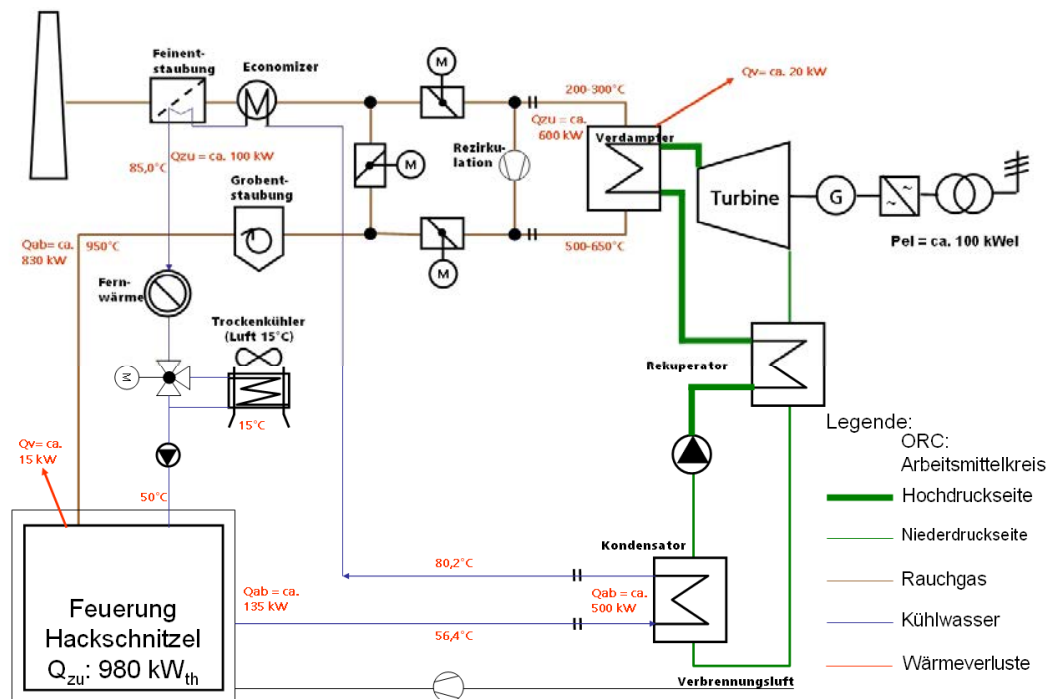 Feinent-
staubung
Economizer
M
Qv= ca. 20 kW
200-300°C
Qzu = ca.
600 kW
Verdampfer
85,0°C
Qzu = ca. 100 kW
M
Rezirku-
lation
Turbine
G
~
~
Grobent-
staubung
Qab= ca.
830 kW
950°C
500-650°C
M
Pel = ca. 100 kWel
Fern-
wärme
Trockenkühler
(Luft 15°C)
M
15°C
Rekuperator
Qv= ca.
15 kW
50°C
Legende:
ORC:
Arbeitsmittelkreis
Hochdruckseite
Niederdruckseite
Rauchgas
Kühlwasser
Wärmeverluste
Kondensator
80,2°C
Qab = ca.
135 kW
Qab = ca.
500 kW
56,4°C
Feuerung
Hackschnitzel
Qzu: 980 kWth
Verbrennungsluft